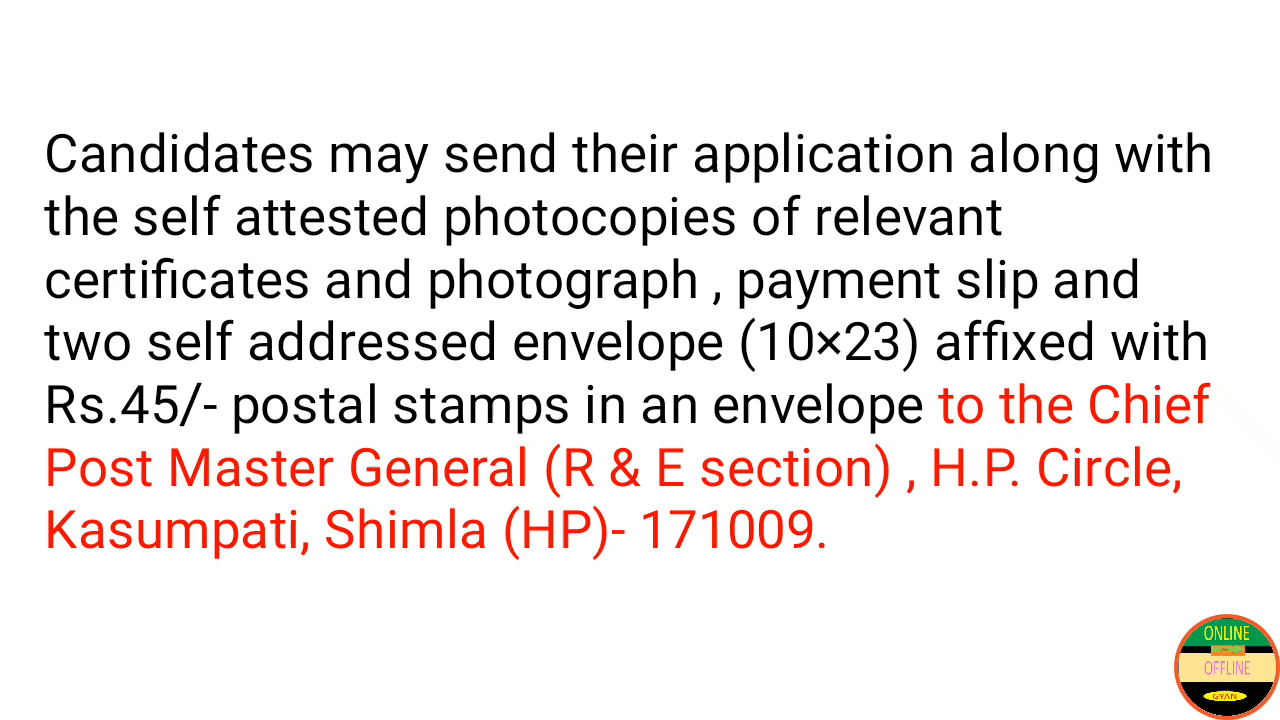 Candidates may send their application along with
the self attested photocopies of relevant
certificates and photograph , payment slip and
two self addressed envelope (10×23) affixed with
Rs.45/- postal stamps in an envelope to the Chief
Post Master General (R & E section) , H.P. Circle,
Kasumpati, Shimla (HP)- 171009.
ONLINE
OFFLINE
GYAN